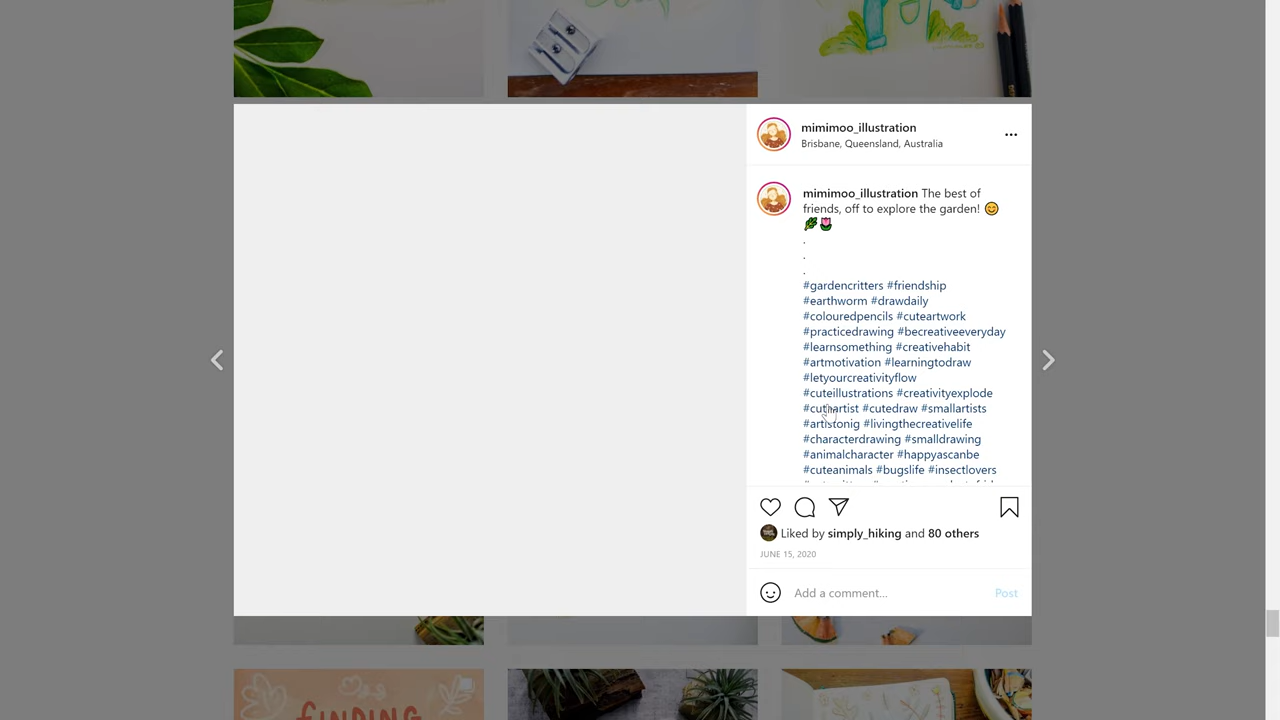 mimimoo_illustration
Brisbane, Queensland, Australia
mimimoo_illustration The best of
friends, off to explore the garden! 😊
🌿🌷
.
.
.
#gardencritters #friendship
#earthworm #drawdaily
#colouredpencils #cuteartwork
#practicedrawing #becreativeeveryday
#learnsomething #creativehabit
#artmotivation #learningtodraw
#letyourcreativityflow
#cuteillustrations #creativityexplode
#cuteartist #cutedraw #smallartists
#artistonig #livingthecreativelife
#characterdrawing #smalldrawing
#animalcharacter #happyascanbe
#cuteanimals #bugslife #insectlovers
Liked by simply_hiking and 80 others
JUNE 15, 2020
Add a comment... Post
FINDING